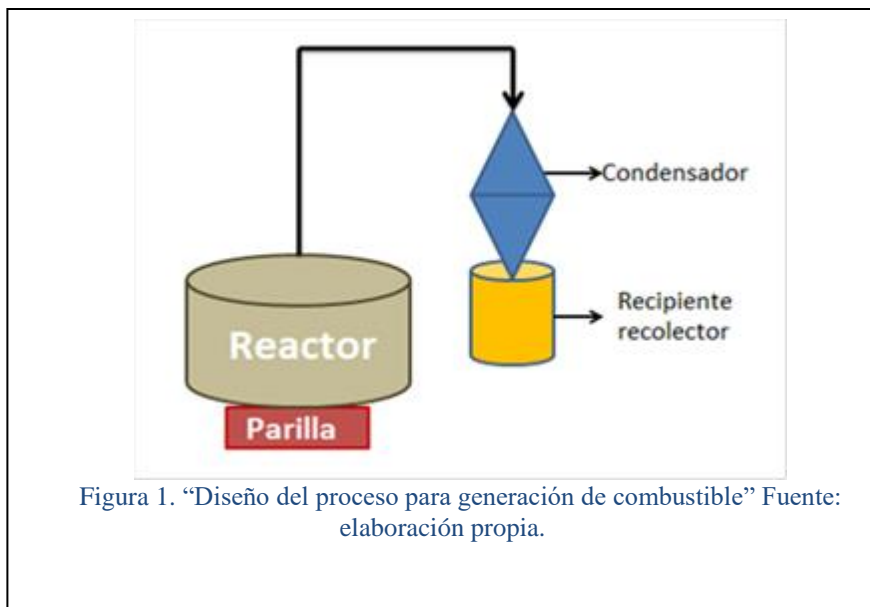 Condensador
Reactor
Recipiente
recolector
Parilla
Figura 1. “Diseño del proceso para generación de combustible” Fuente:
elaboración propia.